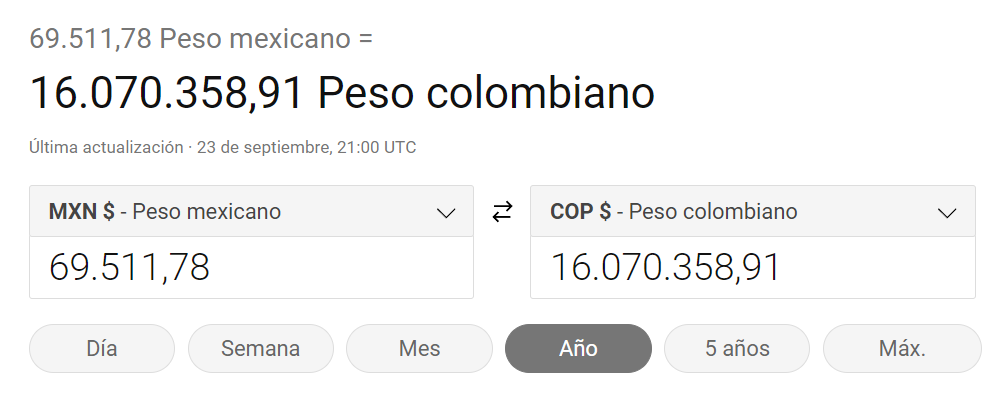 69.511,78 Peso mexicano =
16.070.358,91 Peso colombiano
Última actualización · 23 de septiembre, 21:00 UTC
MXN $ - Peso mexicano
COP $ - Peso colombiano
69.511,78
16.070.358,91
Día
Semana
Mes
Año
5 años
Máx.